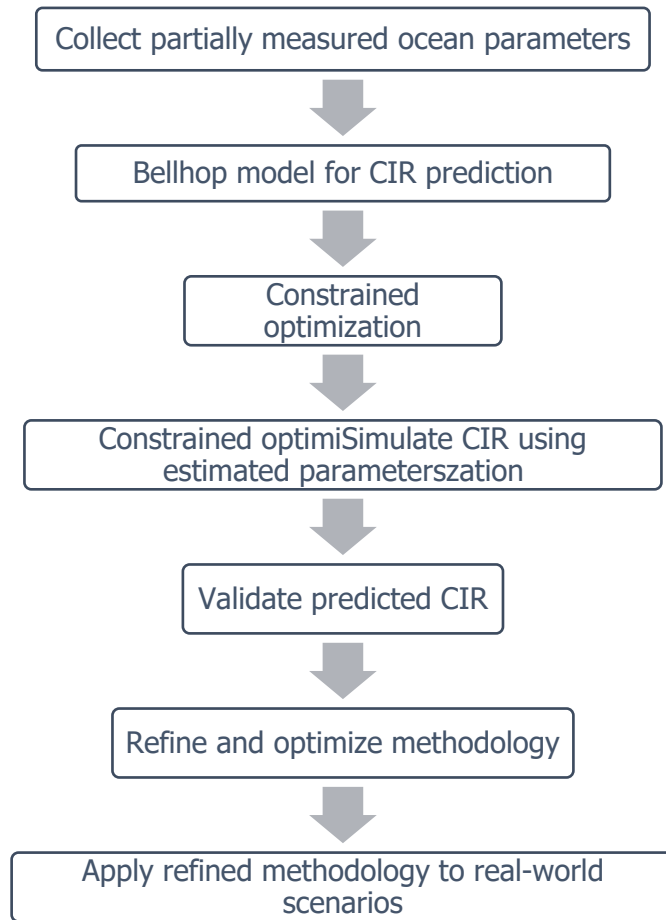 Collect partially measured ocean parameters
Bellhop model for CIR prediction
Constrained
optimization
Constrained optimiSimulate CIR using
estimated parameterszation
Validate predicted CIR
Refine and optimize methodology
Apply refined methodology to real-world
scenarios